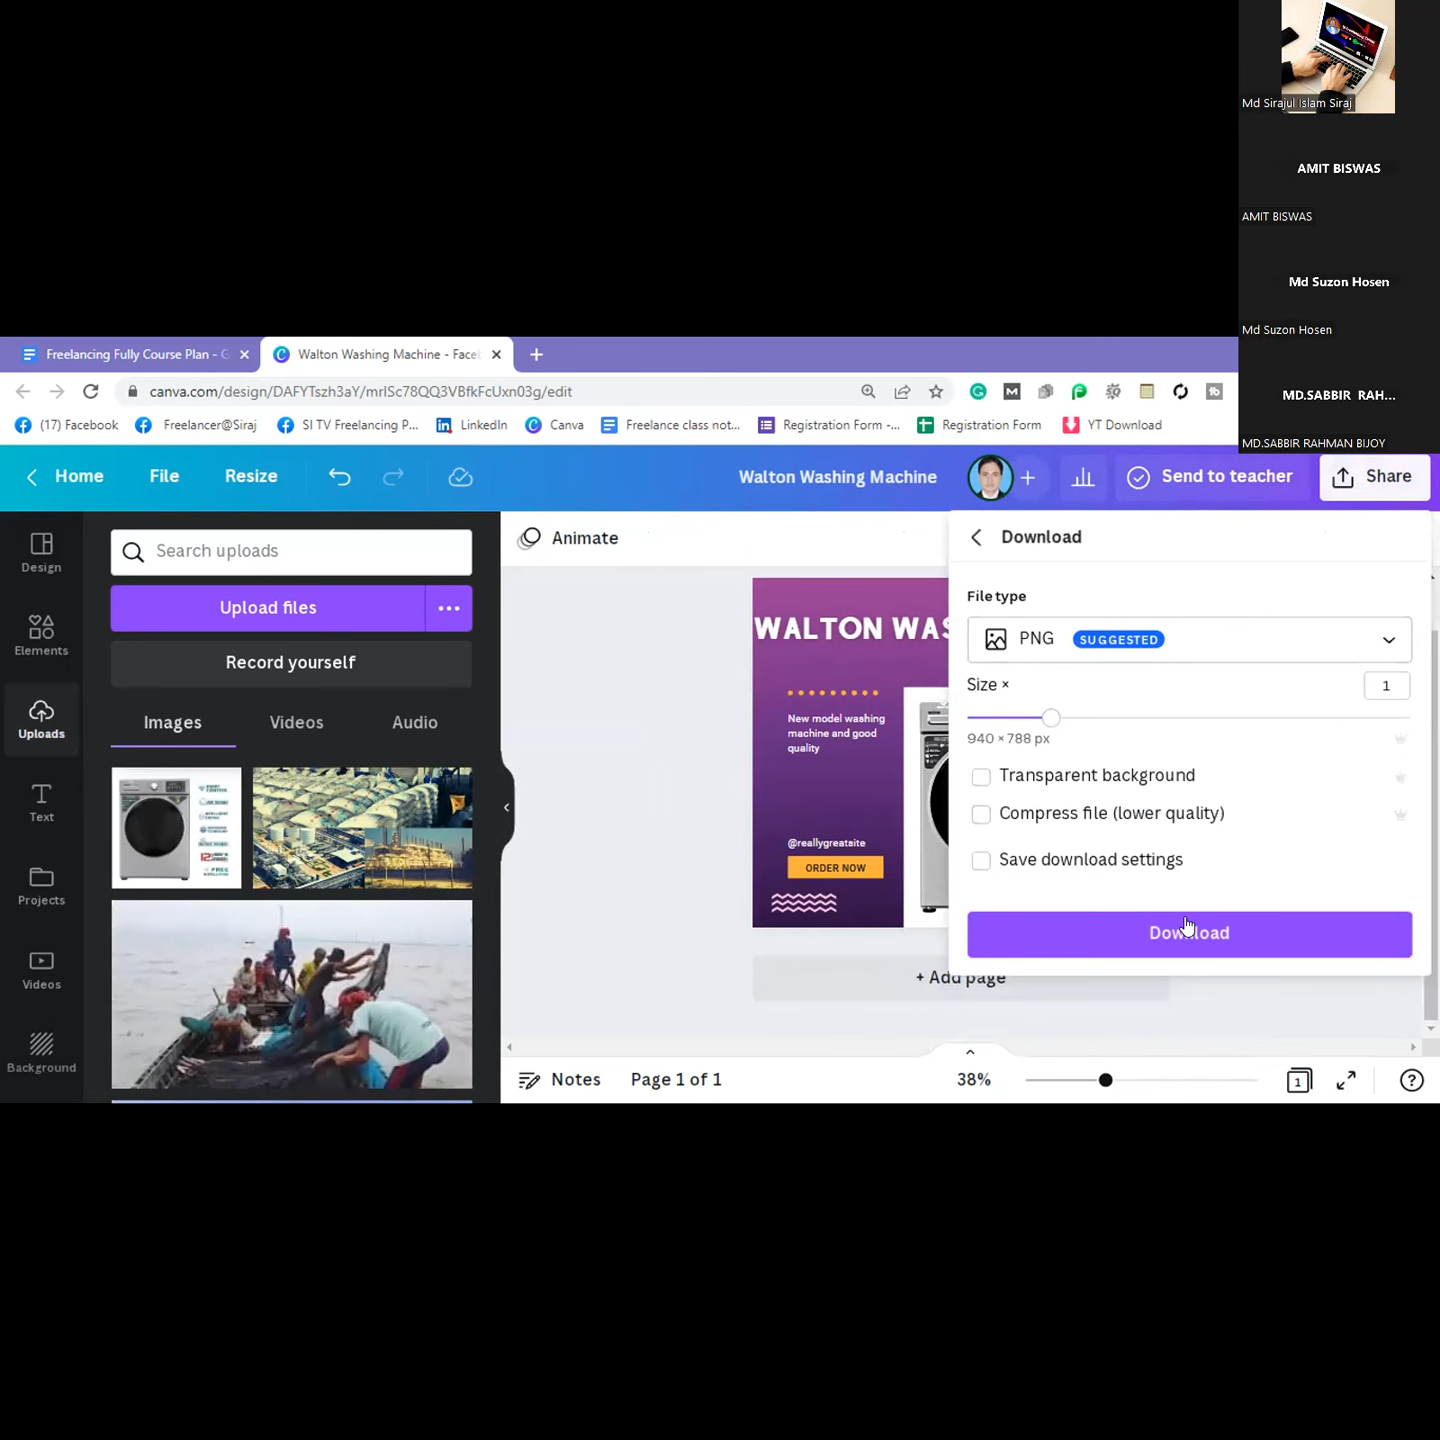 Md Sirajul Islam Siraj
AMIT BISWAS
AMIT BISWAS
Md Suzon Hosen
Md Suzon Hosen
MD.SABBIR RAH...
MD.SABBIR RAHMAN BIJOY
Freelancing Fully Course Plan - G
Walton Washing Machine - Face
canva.com/design/DAFYTszh3aY/mrlSc78QQ3VBfkFcUxn03g/edit
(17) Facebook
Freelancer@Siraj
SI TV Freelancing P...
LinkedIn
Canva
Freelance class not...
Registration Form -...
Registration Form
YT Download
Home
File
Resize
Walton Washing Machine
Send to teacher
Share
Design
Elements
Uploads
Text
Projects
Videos
Background
Search uploads
Upload files
Record yourself
Images
Videos
Audio
Animate
WALTON WAS
New model washing
machine and good
quality
@reallygreatsite
ORDER NOW
+ Add page
Download
File type
PNG
SUGGESTED
Size ×
1
940 × 788 px
Transparent background
Compress file (lower quality)
Save download settings
Download
Notes
Page 1 of 1
38%
1